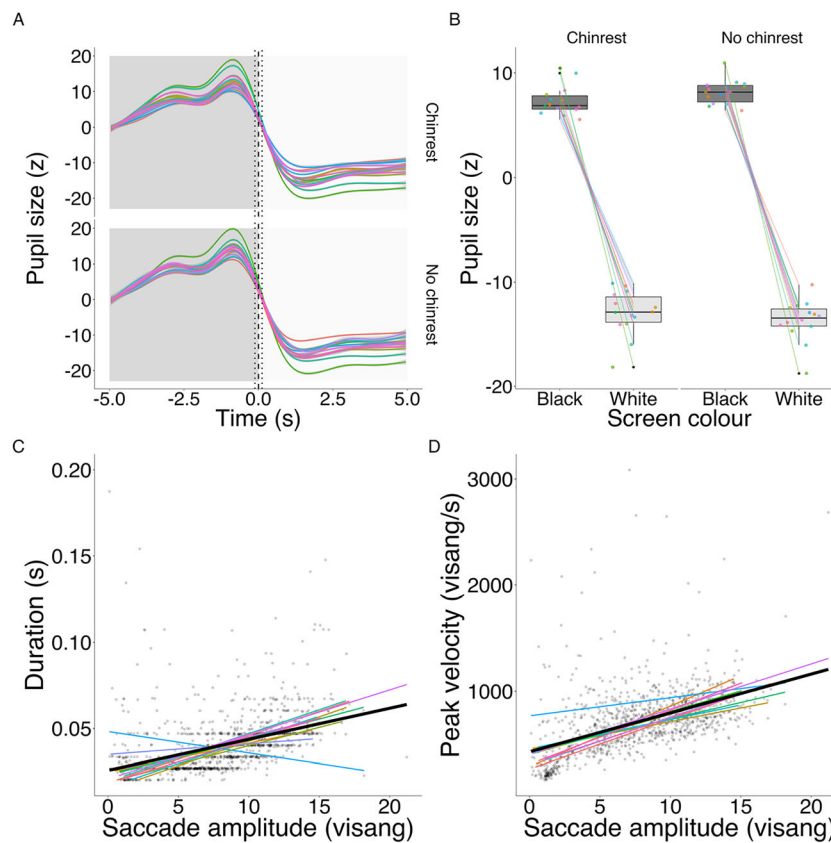 A
Pupil size (z)
20
10
0
-10
-20
Chinrest
20
10
0
-10
-20
No chinrest
-5.0 -2.5 0.0 2.5 5.0
Time (s)
B
Chinrest No chinrest
Pupil size (z)
10
0
-10
-20
Black White Black White
Screen colour
C
Duration (s)
0.20
0.15
0.10
0.05
0 5 10 15 20
Saccade amplitude (visang)
D
Peak velocity (visang/s)
3000
2000
1000
0
0 5 10 15 20
Saccade amplitude (visang)